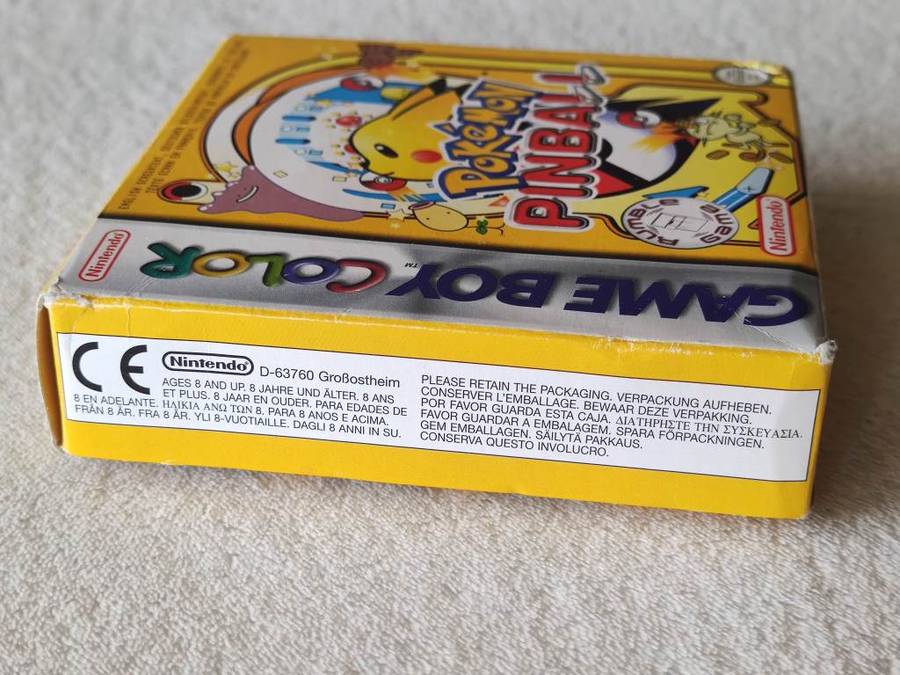 Pokémon
PINBALL
Nintendo
GAME BOY COLOR™
Nintendo
CE
Nintendo
D-63760 Großostheim
AGES 8 AND UP. 8 JAHRE UND ÄLTER. 8 ANS
ET PLUS. 8 JAAR EN OUDER. PARA EDADES DE
8 EN ADELANTE. ΗΛΙΚΙΑ ΑΝΩ ΤΩΝ 8. PARA 8 ANOS E ACIMA.
FRÅN 8 ÅR. FRA 8 ÅR. YLI 8-VUOTIAILLE. DAGLI 8 ANNI IN SU.
PLEASE RETAIN THE PACKAGING. VERPACKUNG AUFHEBEN.
CONSERVER L'EMBALLAGE. BEWAAR DEZE VERPAKKING.
POR FAVOR GUARDA ESTA CAJA. ΔΙΑΤΗΡΗΣΤΕ ΤΗΝ ΣΥΣΚΕΥΑΣΙΑ.
FAVOR GUARDAR A EMBALAGEM. SPARA FÖRPACKNINGEN.
GEM EMBALLAGEN. SÄILYTÄ PAKKAUS.
CONSERVA QUESTO INVOLUCRO.